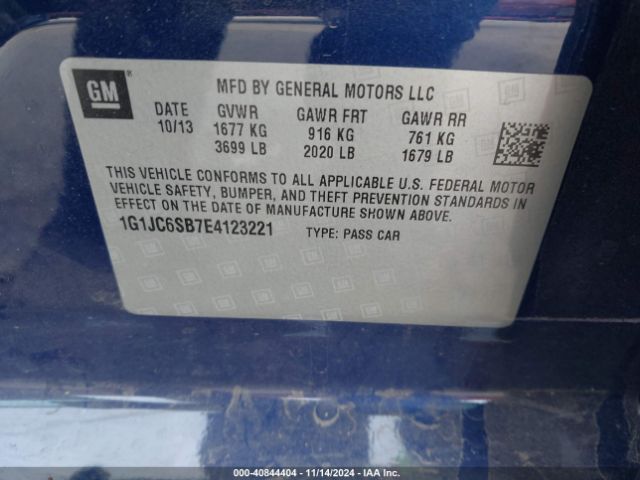 GM
MFD BY GENERAL MOTORS LLC
DATE GVWR GAWR FRT GAWR RR
10/13 1677 KG 916 KG 761 KG
3699 LB 2020 LB 1679 LB
THIS VEHICLE CONFORMS TO ALL APPLICABLE U.S. FEDERAL MOTOR
VEHICLE SAFETY, BUMPER, AND THEFT PREVENTION STANDARDS IN
EFFECT ON THE DATE OF MANUFACTURE SHOWN ABOVE.
1G1JC6SB7E4123221 TYPE: PASS CAR
000-40844404 • 11/14/2024 • IAA Inc.